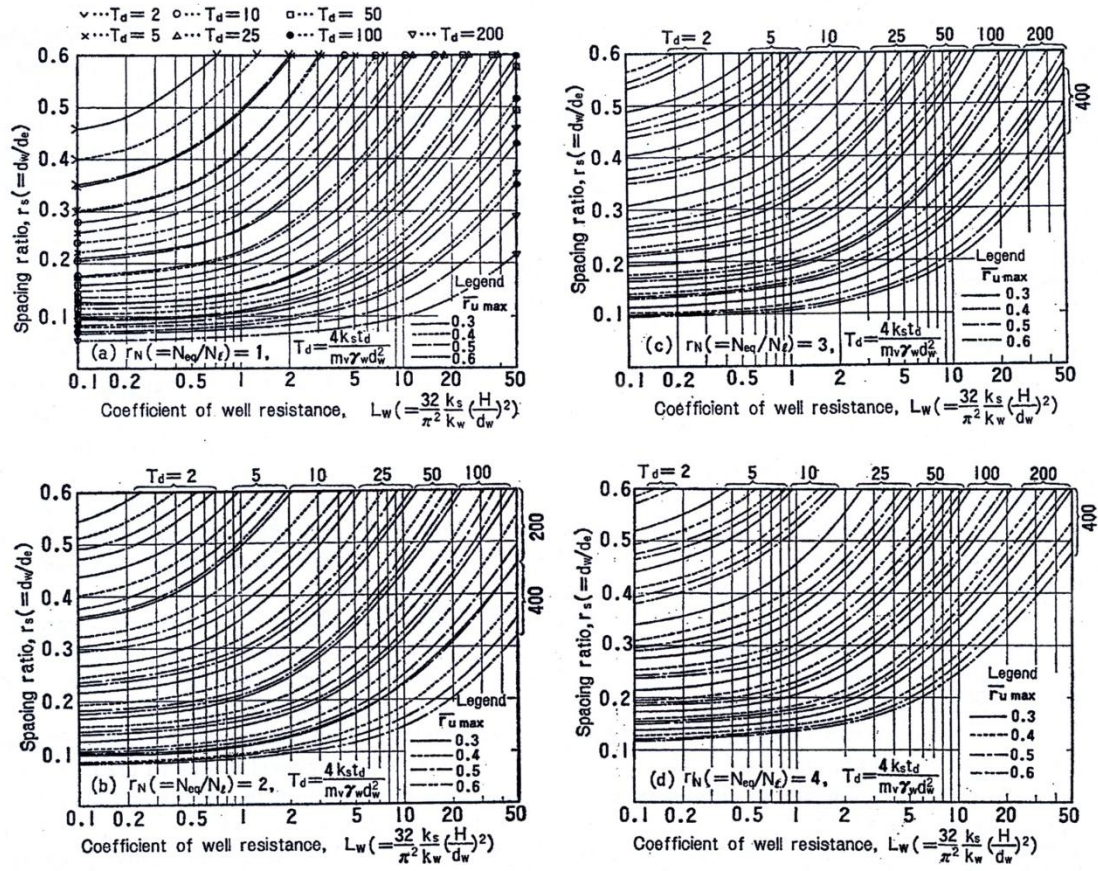 ∨···Td= 2 ○···Td= 10 □··· Td= 50
×···Td= 5 △···Td= 25 ●···Td=100 ▽···Td=200
0.6
0.5
0.4
0.3
0.2
0.1
Spacing ratio, rs(=dw/de)
Legend
r̅u max
0.3
0.4
0.5
0.6
(a) rN(=Neq/Nℓ)=1, Td=4kstd/mvγwdw²
0.1 0.2 0.5 1 2 5 10 20 50
Coefficient of well resistance, Lw(=32/π² ks/kw (H/dw)²)
Td=2 5 10 25 50 100 200
400
0.6
0.5
0.4
0.3
0.2
0.1
Spacing ratio, rs(=dw/de)
Legend
r̅u max
0.3
0.4
0.5
0.6
(c) rN(=Neq/Nℓ)=3, Td=4kstd/mvγwdw²
0.1 0.2 0.5 1 2 5 10 20 50
Coefficient of well resistance, Lw(=32/π² ks/kw (H/dw)²)
Td=2 5 10 25 50 100
200
400
0.6
0.5
0.4
0.3
0.2
0.1
Spacing ratio, rs(=dw/de)
Legend
r̅u max
0.3
0.4
0.5
0.6
(b) rN(=Neq/Nℓ)=2, Td=4kstd/mvγwdw²
0.1 0.2 0.5 1 2 5 10 20 50
Coefficient of well resistance, Lw(=32/π² ks/kw (H/dw)²)
Td=2 5 10 25 50 100 200
400
0.6
0.5
0.4
0.3
0.2
0.1
Spacing ratio, rs(=dw/de)
Legend
r̅u max
0.3
0.4
0.5
0.6
(d) rN(=Neq/Nℓ)=4, Td=4kstd/mvγwdw²
0.1 0.2 0.5 1 2 5 10 20 50
Coefficient of well resistance, Lw(=32/π² ks/kw (H/dw)²)